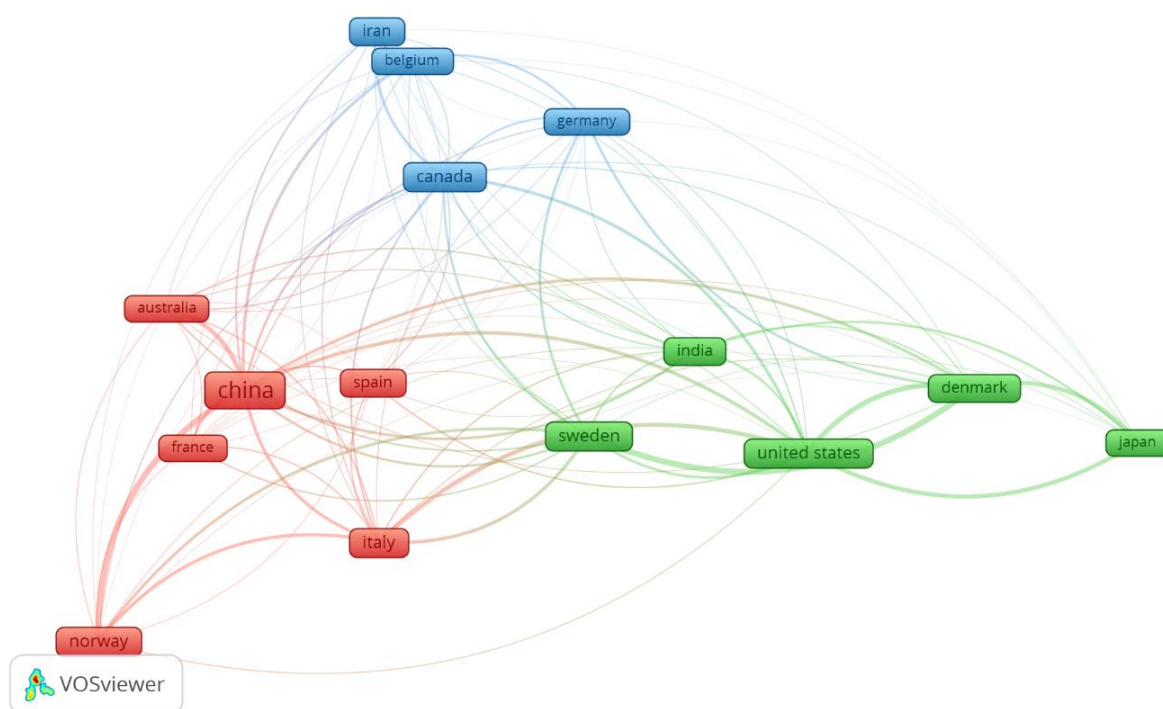 iran
belgium
germany
canada
australia
india
china
spain
denmark
sweden
japan
france
united states
italy
norway
VOSviewer